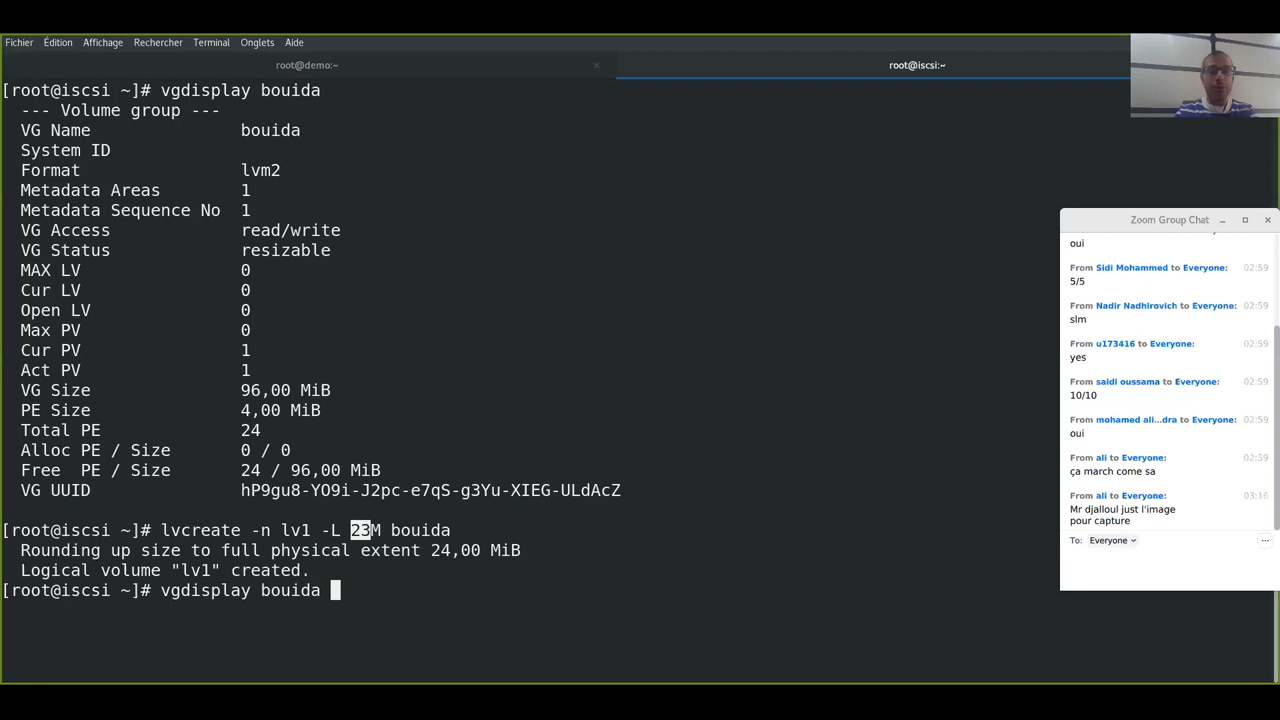 Fichier Édition Affichage Rechercher Terminal Onglets Aide
root@demo:~ × root@iscsi:~
[root@iscsi ~]# vgdisplay bouida
--- Volume group ---
VG Name bouida
System ID
Format lvm2
Metadata Areas 1
Metadata Sequence No 1
VG Access read/write
VG Status resizable
MAX LV 0
Cur LV 0
Open LV 0
Max PV 0
Cur PV 1
Act PV 1
VG Size 96,00 MiB
PE Size 4,00 MiB
Total PE 24
Alloc PE / Size 0 / 0
Free PE / Size 24 / 96,00 MiB
VG UUID hP9gu8-YO9i-J2pc-e7qS-g3Yu-XIEG-ULdAcZ
[root@iscsi ~]# lvcreate -n lv1 -L 23M bouida
Rounding up size to full physical extent 24,00 MiB
Logical volume "lv1" created.
[root@iscsi ~]# vgdisplay bouida
Zoom Group Chat
oui
From Sidi Mohammed to Everyone: 02:59
5/5
From Nadir Nadhirovich to Everyone: 02:59
slm
From u173416 to Everyone: 02:59
yes
From saidi oussama to Everyone: 02:59
10/10
From mohamed ali...dra to Everyone: 02:59
oui
From ali to Everyone: 02:59
ça march come sa
From ali to Everyone: 03:16
Mr djalloul just l'image
pour capture
To: Everyone